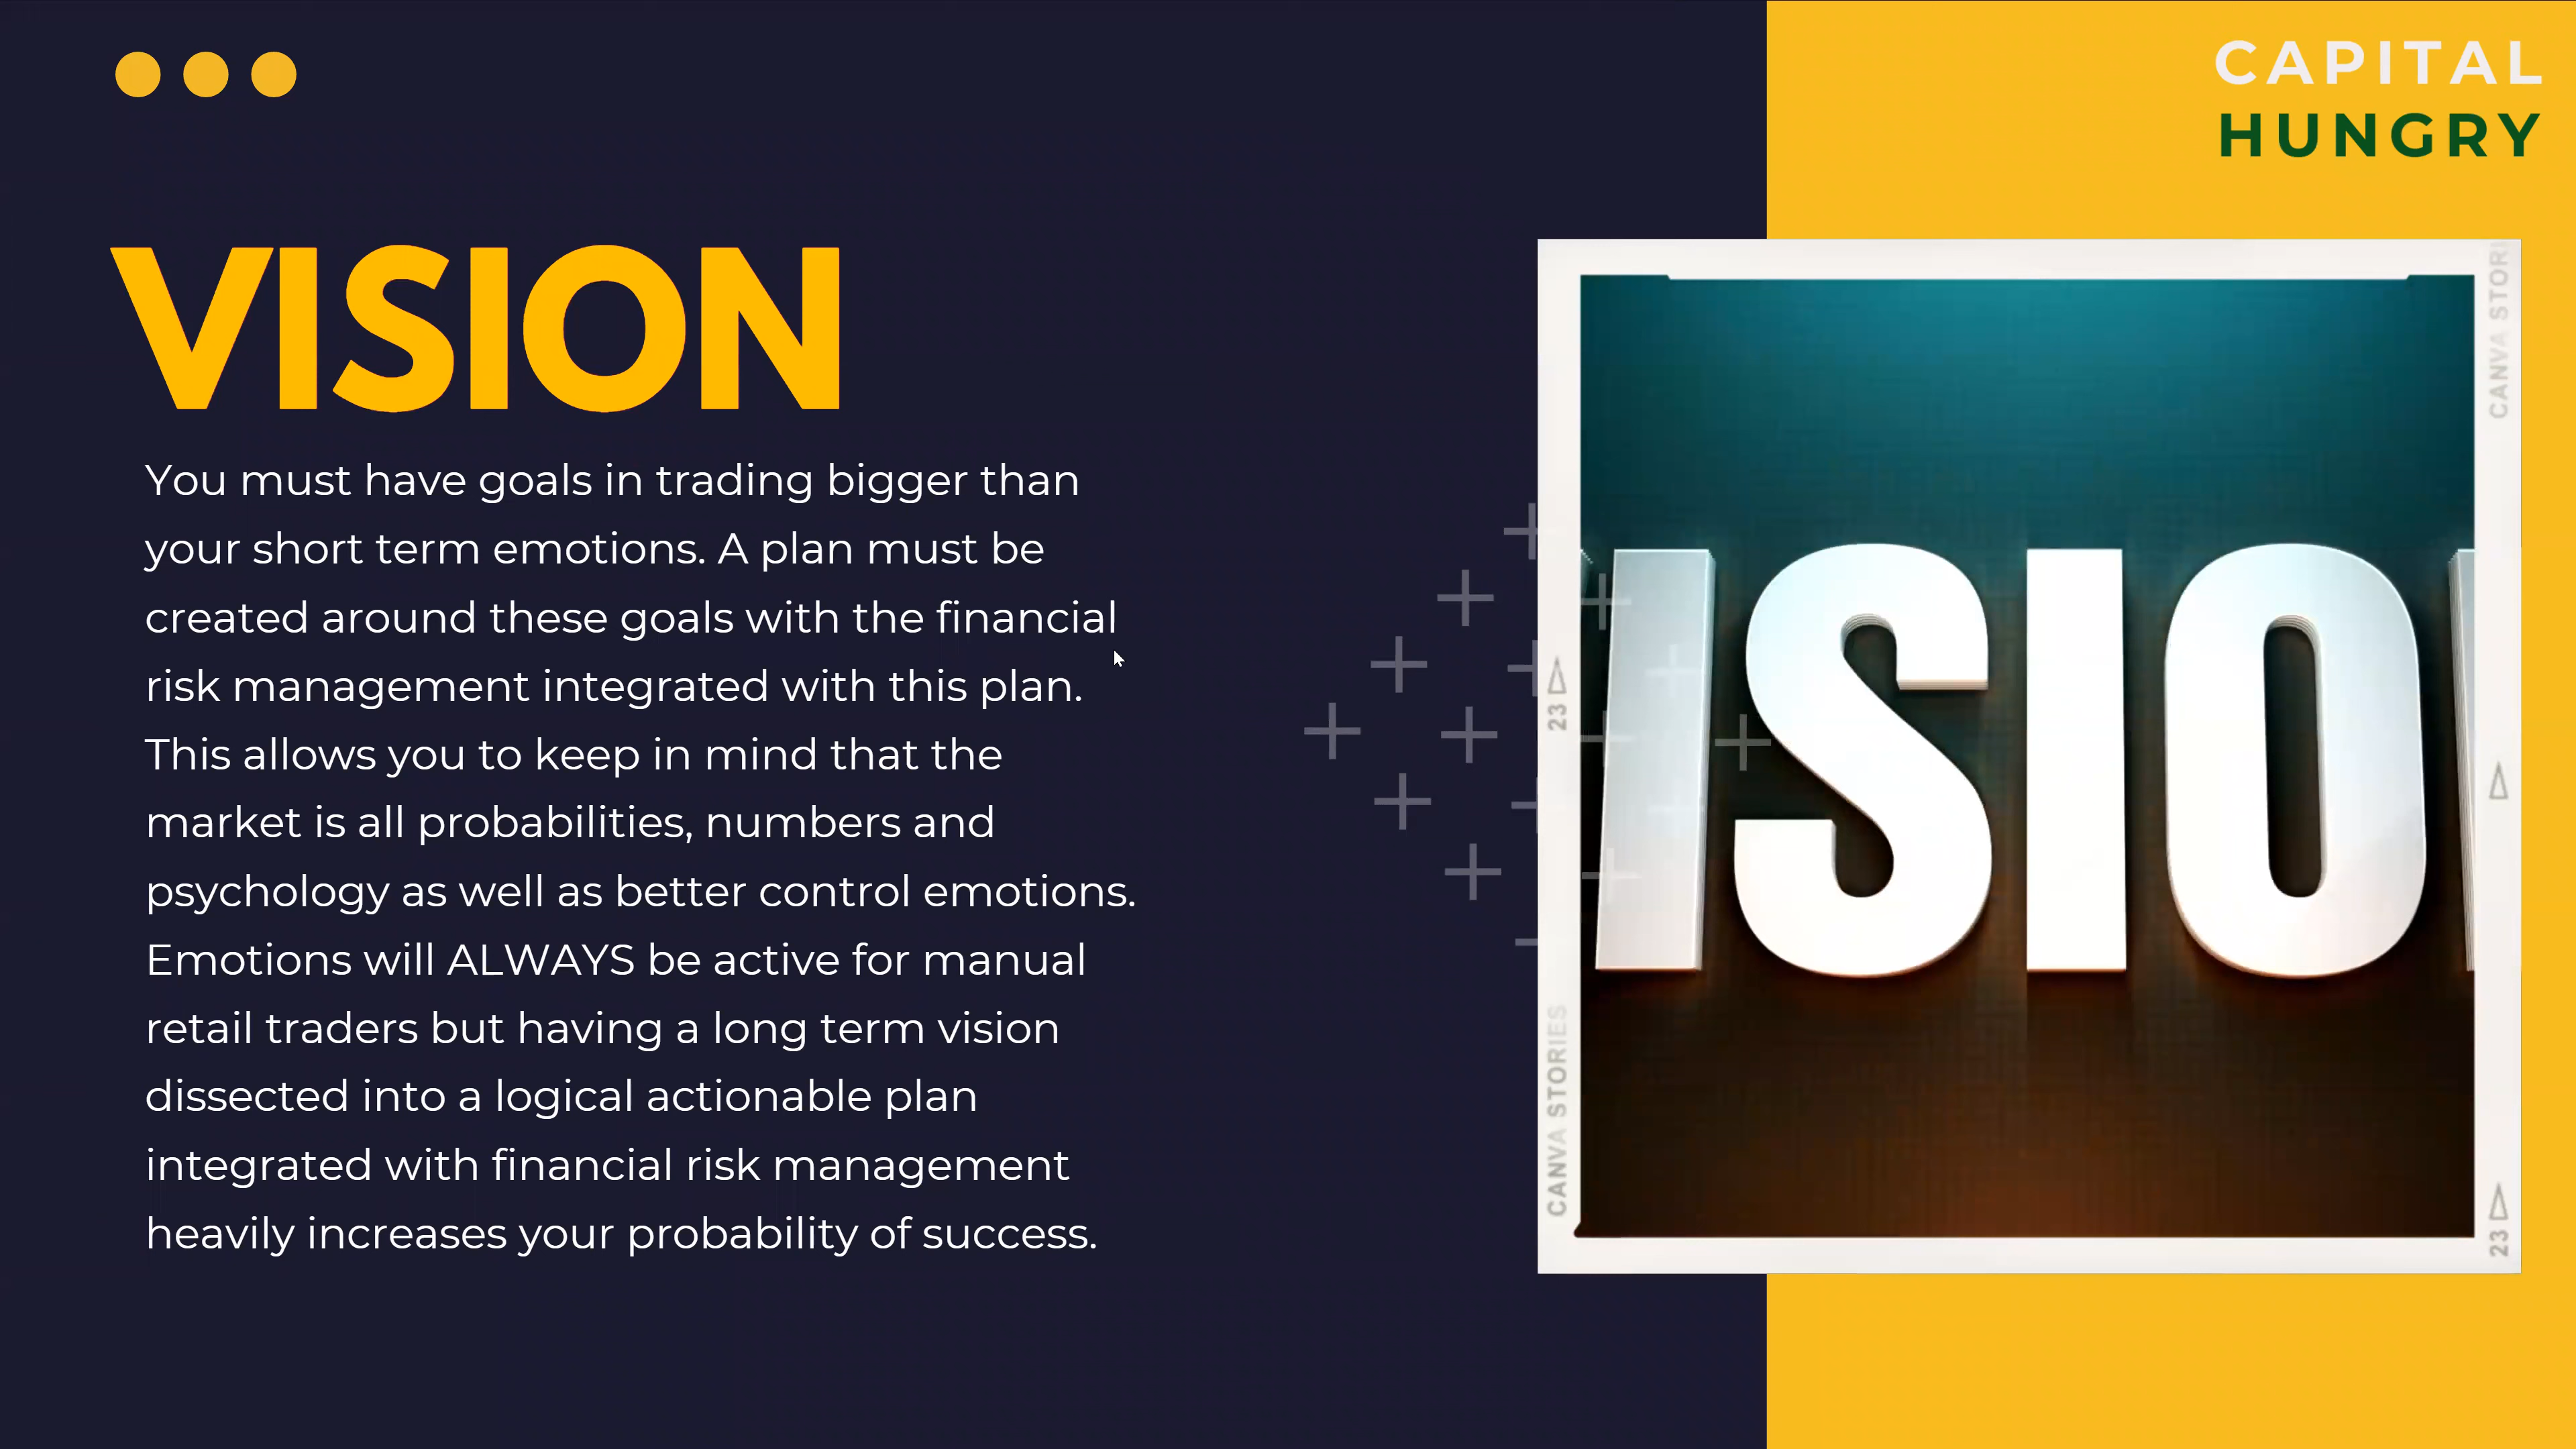 CAPITAL
HUNGRY
VISION
You must have goals in trading bigger than
your short term emotions. A plan must be
created around these goals with the financial
risk management integrated with this plan.
This allows you to keep in mind that the
market is all probabilities, numbers and
psychology as well as better control emotions.
Emotions will ALWAYS be active for manual
retail traders but having a long term vision
dissected into a logical actionable plan
integrated with financial risk management
heavily increases your probability of success.
ISIO
23
CANVA STORIES
CANVA STORI
23